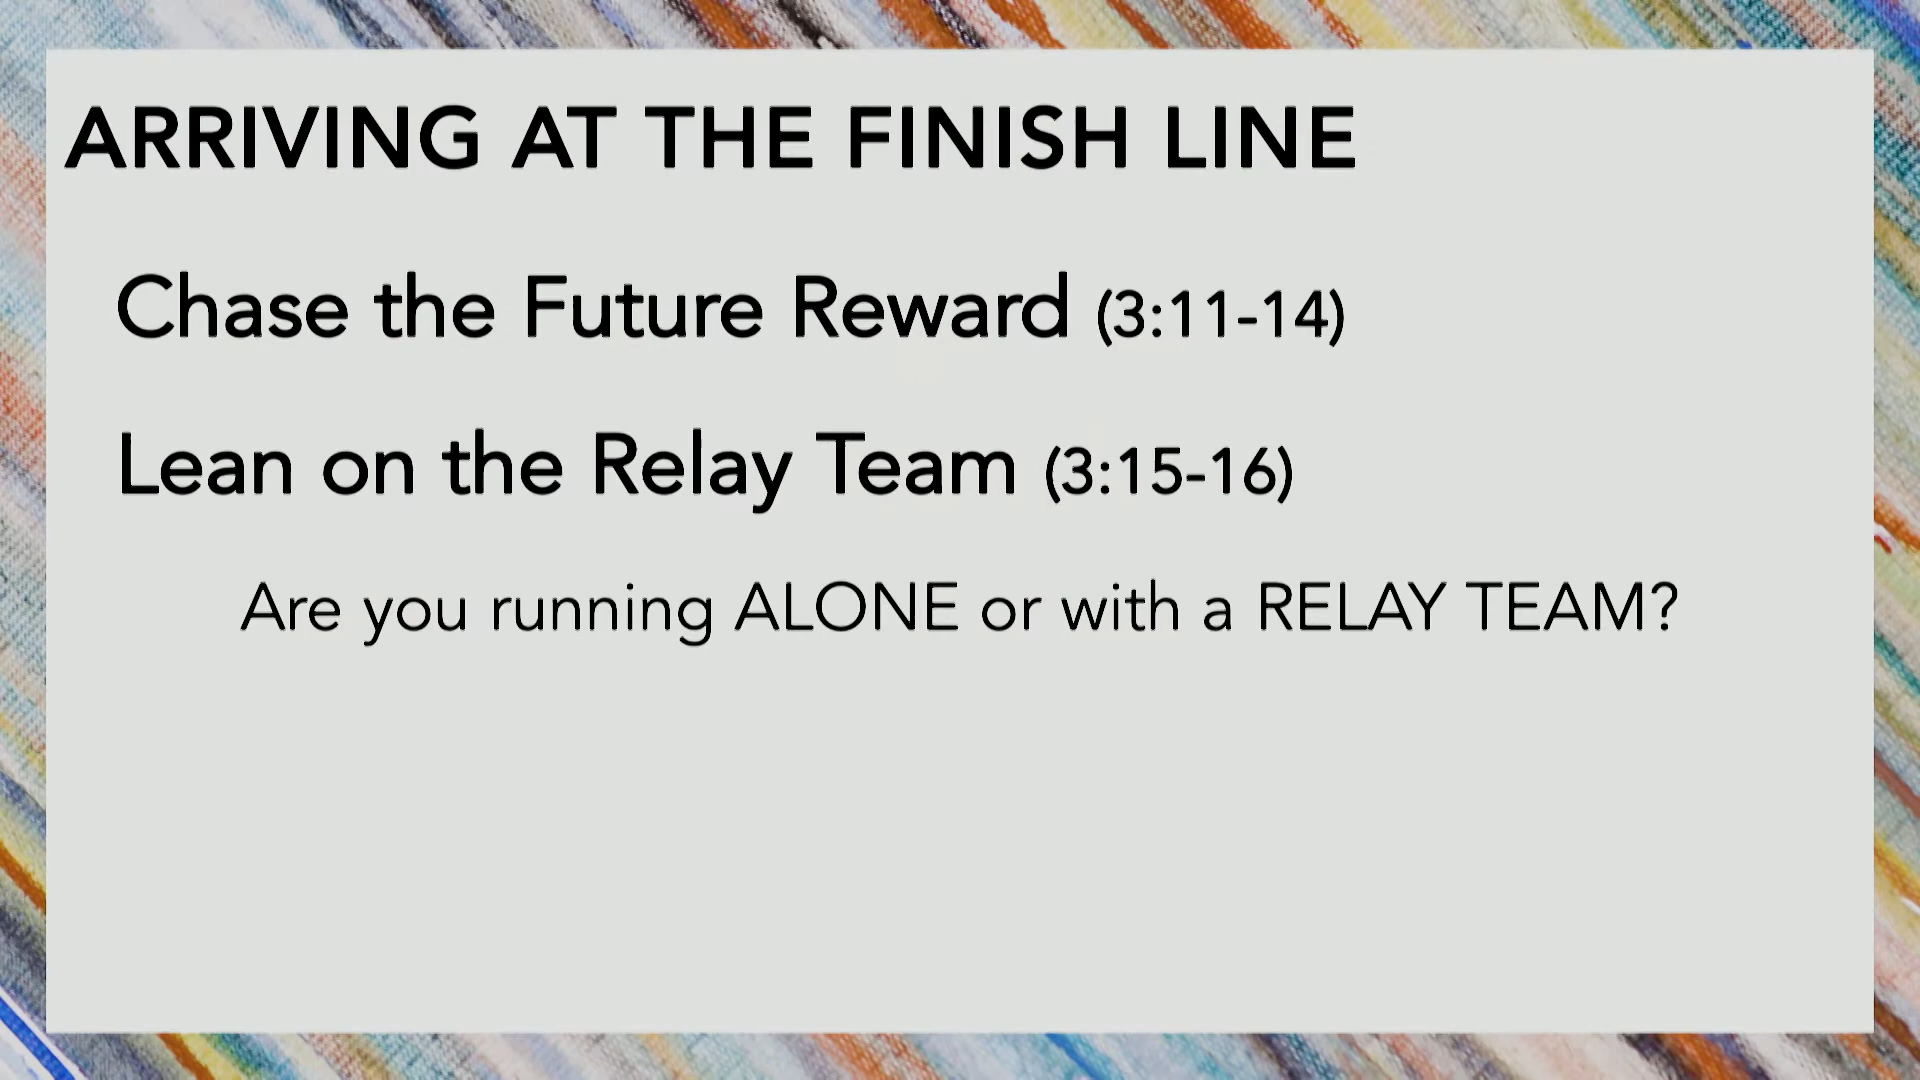 ARRIVING AT THE FINISH LINE
Chase the Future Reward (3:11-14)
Lean on the Relay Team (3:15-16)
Are you running ALONE or with a RELAY TEAM?